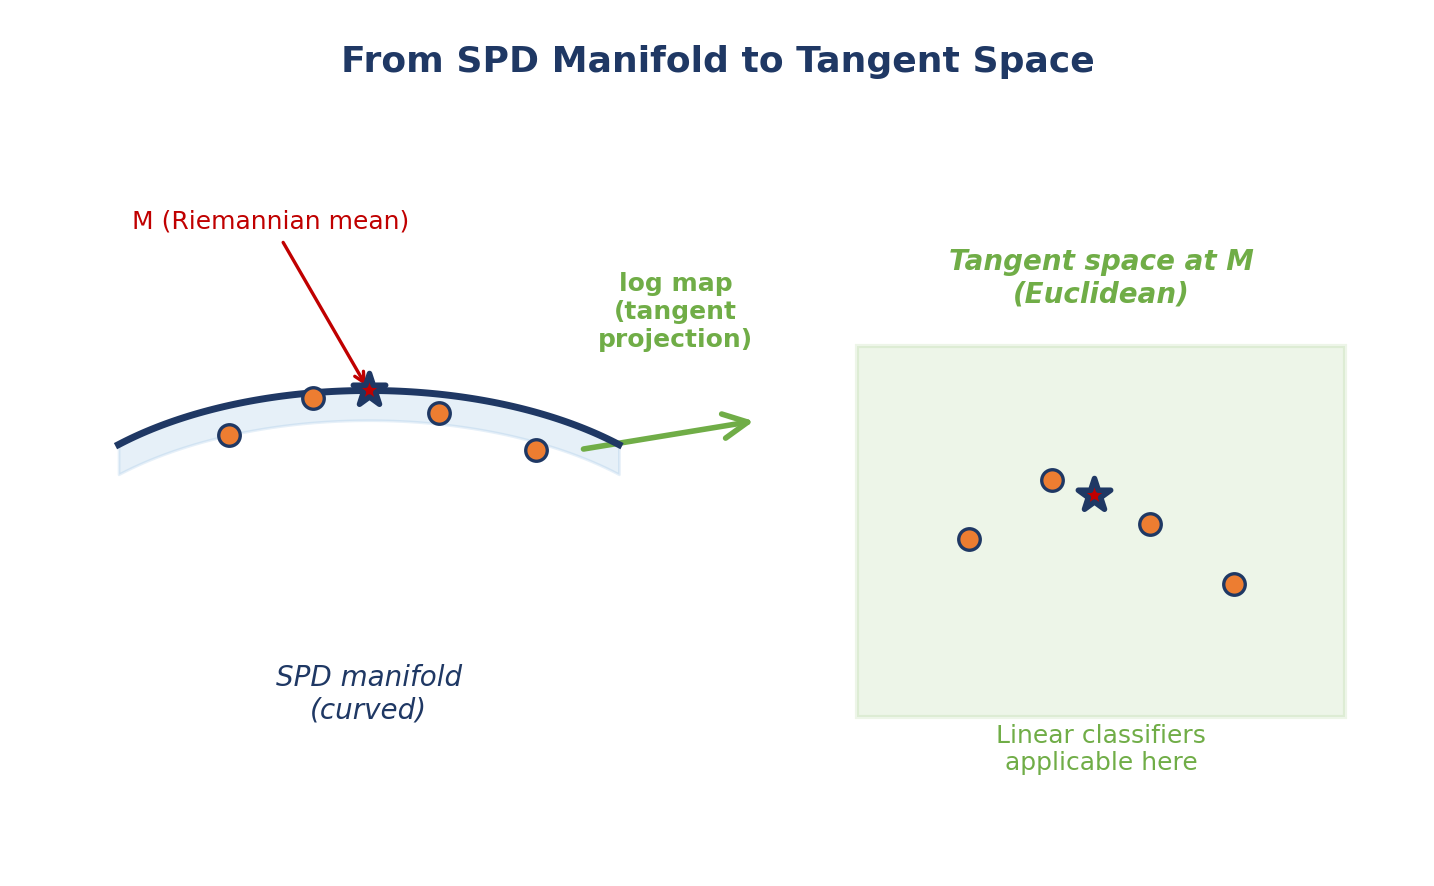 From SPD Manifold to Tangent Space
M (Riemannian mean)
log map
(tangent
projection)
Tangent space at M
(Euclidean)
SPD manifold
(curved)
Linear classifiers
applicable here